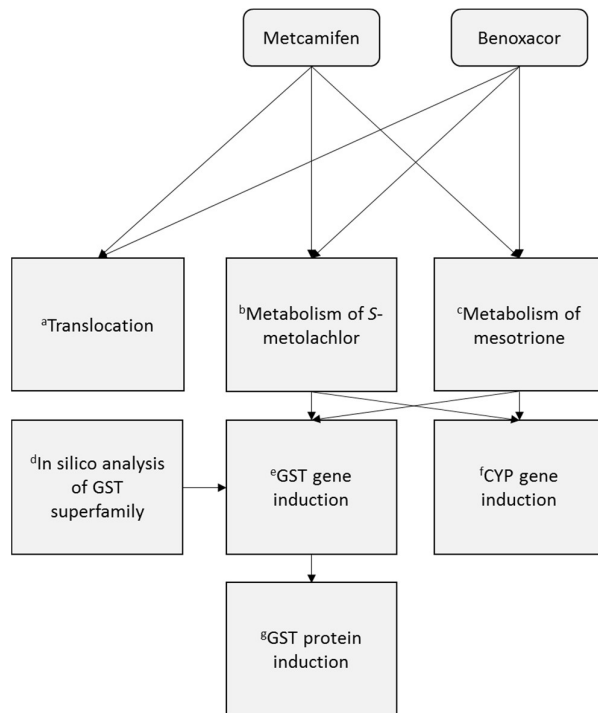 Metcamifen
Benoxacor
ᵃTranslocation
ᵇMetabolism of S-
metolachlor
ᶜMetabolism of
mesotrione
ᵈIn silico analysis
of GST
superfamily
ᵉGST gene
induction
ᶠCYP gene
induction
ᵍGST protein
induction